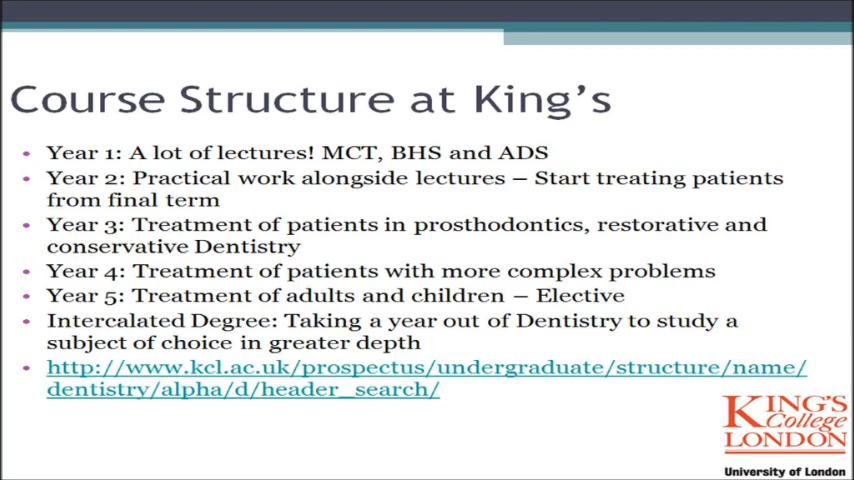 Course Structure at King's
• Year 1: A lot of lectures! MCT, BHS and ADS
• Year 2: Practical work alongside lectures – Start treating patients
from final term
• Year 3: Treatment of patients in prosthodontics, restorative and
conservative Dentistry
• Year 4: Treatment of patients with more complex problems
• Year 5: Treatment of adults and children – Elective
• Intercalated Degree: Taking a year out of Dentistry to study a
subject of choice in greater depth
• http://www.kcl.ac.uk/prospectus/undergraduate/structure/name/
dentistry/alpha/d/header_search/
KING'S
College
LONDON
University of London